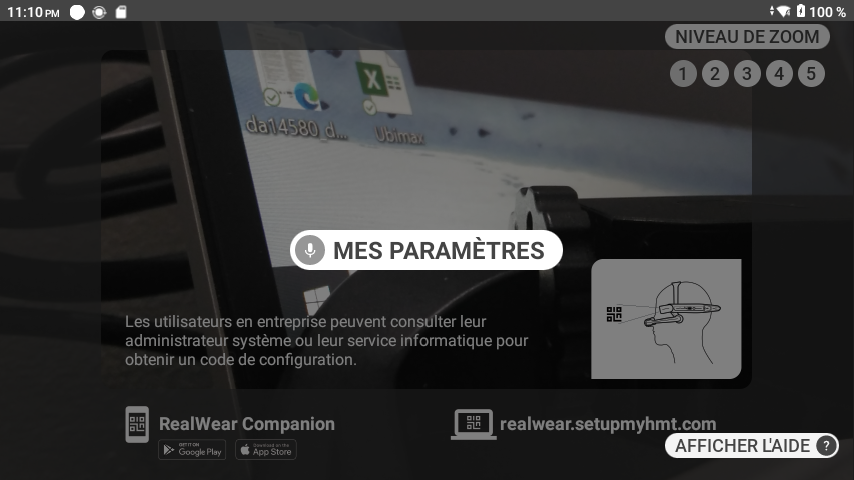 11:10 PM
100 %
NIVEAU DE ZOOM
1 2 3 4 5
da14580_d...
Ubimax
MES PARAMÈTRES
Les utilisateurs en entreprise peuvent consulter leur
administrateur système ou leur service informatique pour
obtenir un code de configuration.
RealWear Companion
realwear.setupmyhmt.com
GET IT ON
Google Play
Download on the
App Store
AFFICHER L'AIDE ?